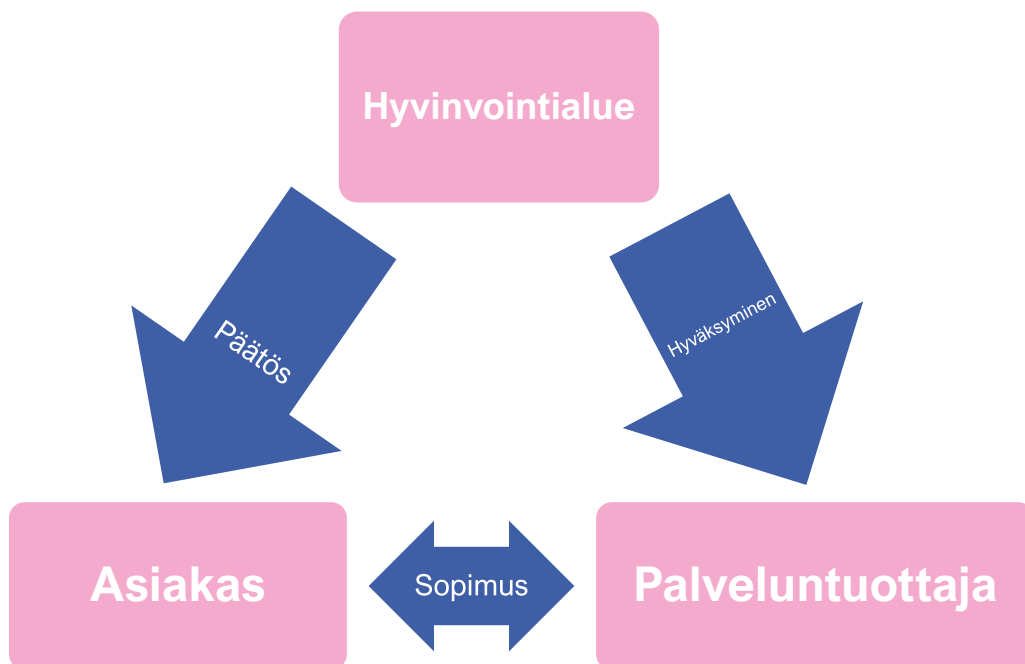 Hyvinvointialue
Päätös
Hyväksyminen
Asiakas
Sopimus
Palveluntuottaja